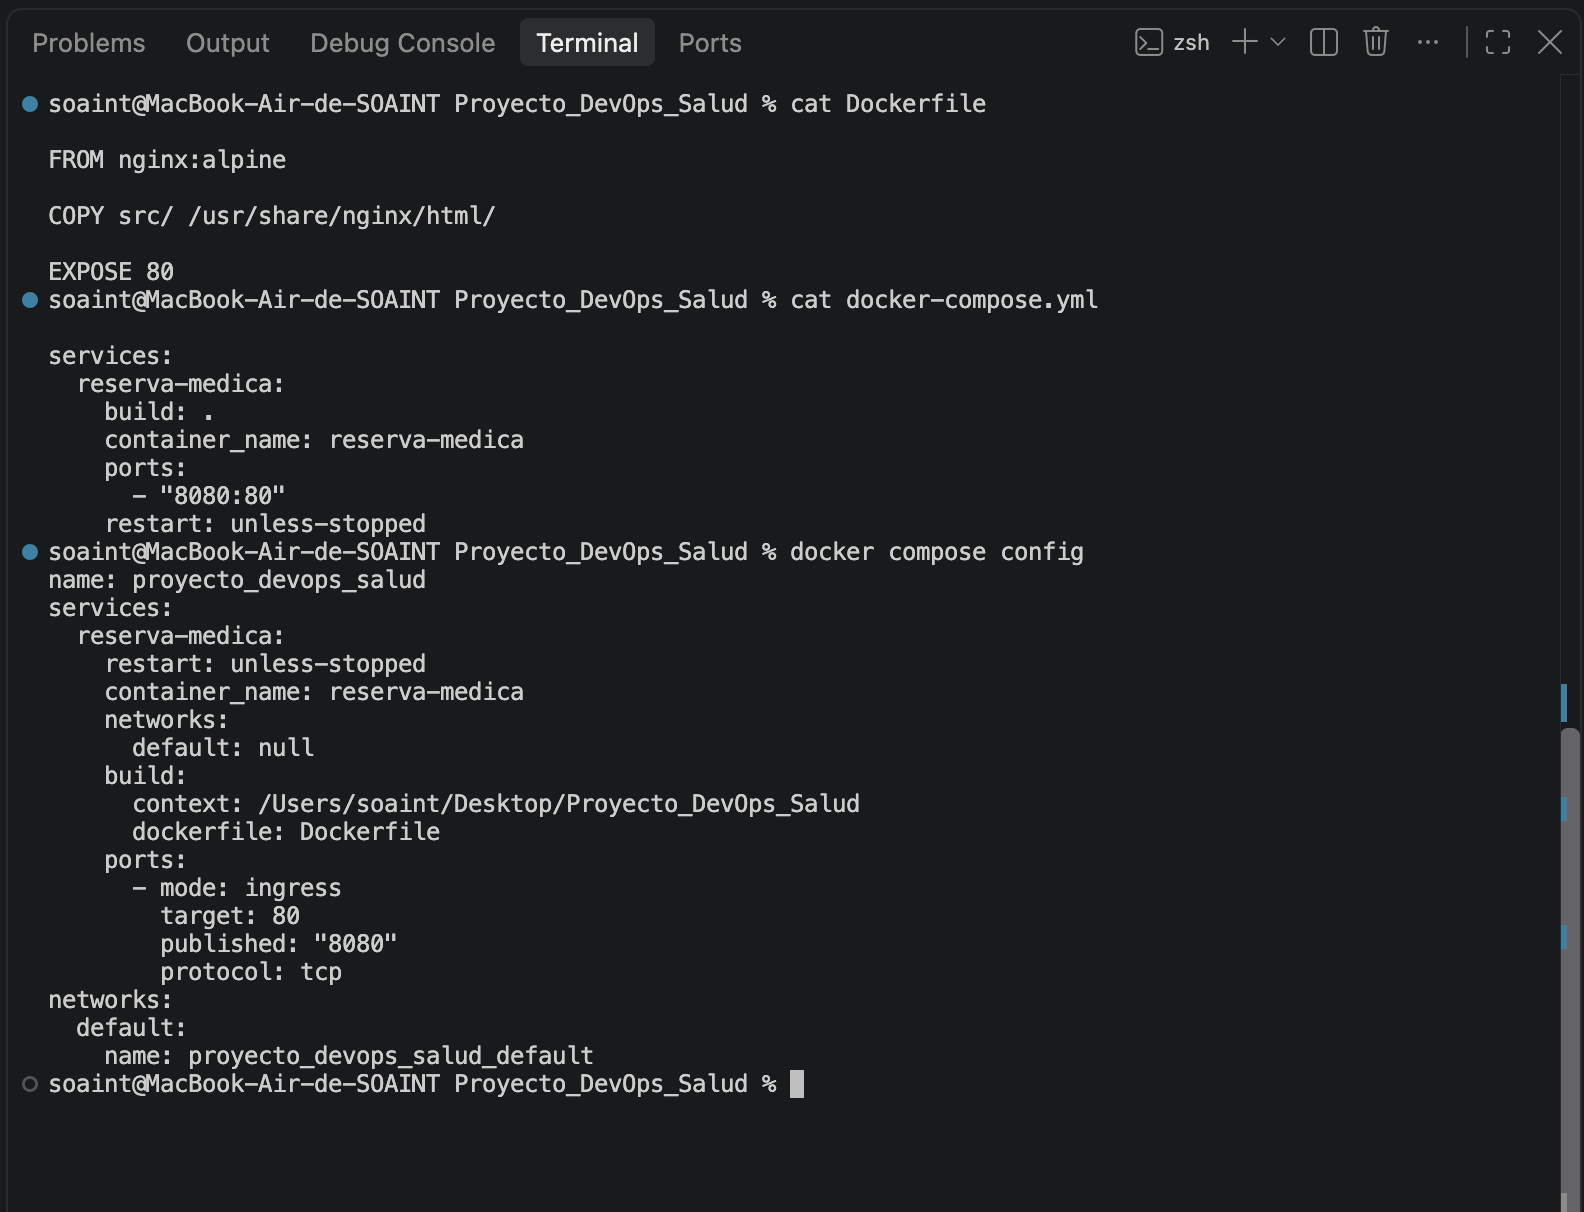 Problems Output Debug Console Terminal Ports zsh
soaint@MacBook-Air-de-SOAINT Proyecto_DevOps_Salud % cat Dockerfile
FROM nginx:alpine
COPY src/ /usr/share/nginx/html/
EXPOSE 80
soaint@MacBook-Air-de-SOAINT Proyecto_DevOps_Salud % cat docker-compose.yml
services:
  reserva-medica:
    build: .
    container_name: reserva-medica
    ports:
      - "8080:80"
    restart: unless-stopped
soaint@MacBook-Air-de-SOAINT Proyecto_DevOps_Salud % docker compose config
name: proyecto_devops_salud
services:
  reserva-medica:
    restart: unless-stopped
    container_name: reserva-medica
    networks:
      default: null
    build:
      context: /Users/soaint/Desktop/Proyecto_DevOps_Salud
      dockerfile: Dockerfile
    ports:
      - mode: ingress
        target: 80
        published: "8080"
        protocol: tcp
networks:
  default:
    name: proyecto_devops_salud_default
soaint@MacBook-Air-de-SOAINT Proyecto_DevOps_Salud %